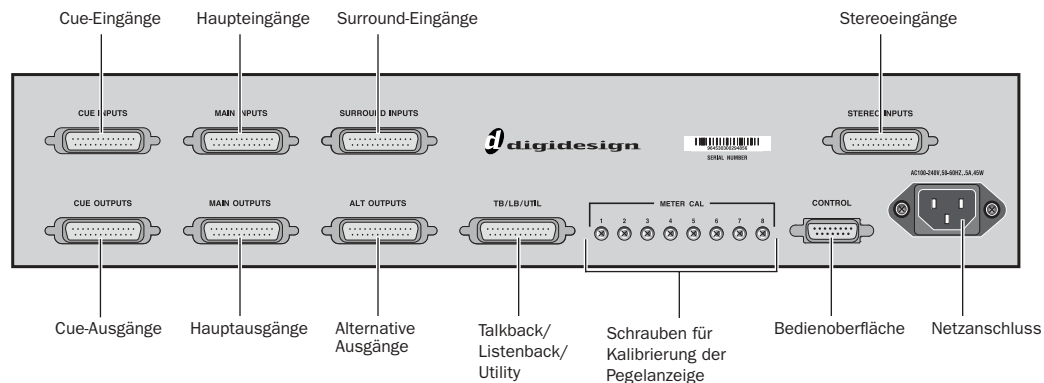 Cue-Eingänge
Haupteingänge
Surround-Eingänge
Stereoeingänge
CUE INPUTS
MAIN INPUTS
SURROUND INPUTS
STEREO INPUTS
digidesign
SERIAL NUMBER
AC100-240V,50-60HZ,.5A,45W
CUE OUTPUTS
MAIN OUTPUTS
ALT OUTPUTS
TB/LB/UTIL
METER CAL
CONTROL
1 2 3 4 5 6 7 8
Cue-Ausgänge
Hauptausgänge
Alternative
Ausgänge
Talkback/
Listenback/
Utility
Schrauben für
Kalibrierung der
Pegelanzeige
Bedienoberfläche
Netzanschluss